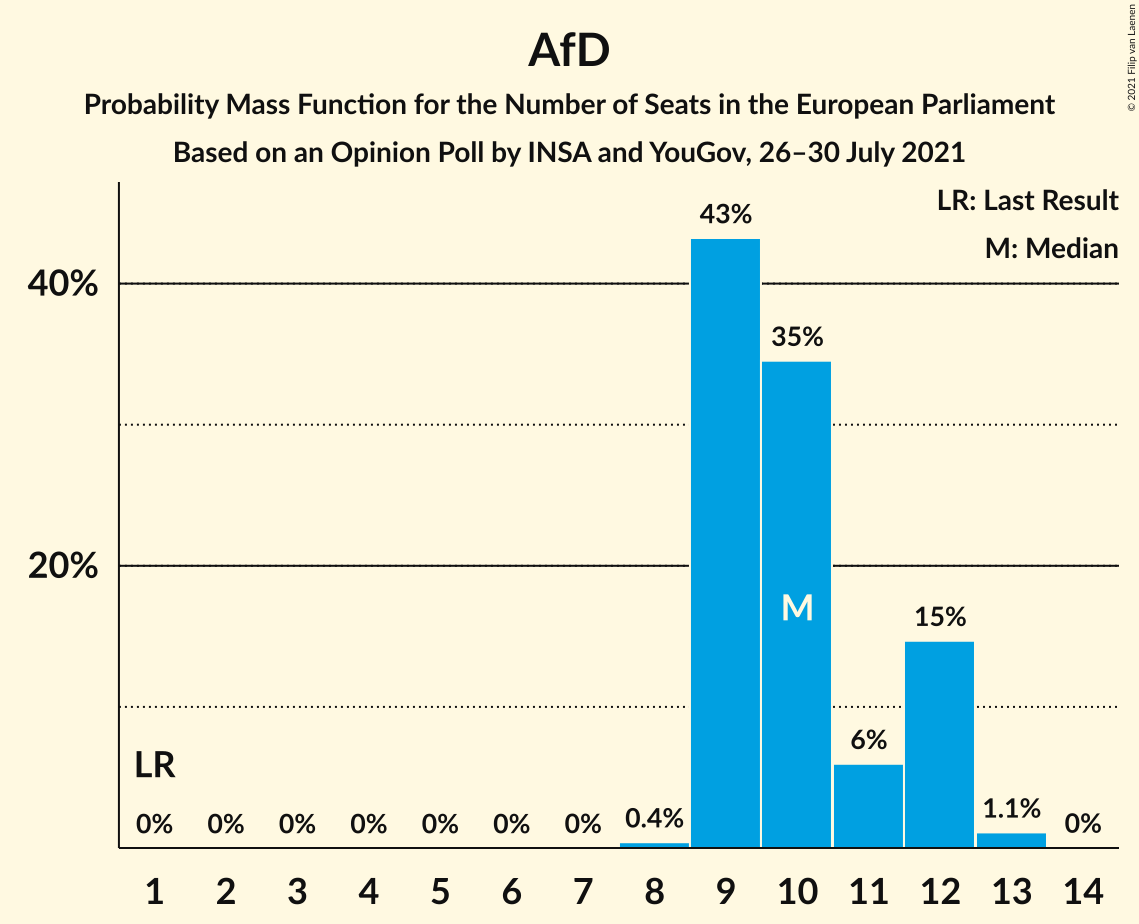 AfD
Probability Mass Function for the Number of Seats in the European Parliament
Based on an Opinion Poll by INSA and YouGov, 26–30 July 2021
© 2021 Filip van Laenen
LR: Last Result
M: Median
43%
40%
35%
20%
M
15%
6%
LR
0% 0% 0% 0% 0% 0% 0% 0.4% 1.1% 0%
1 2 3 4 5 6 7 8 9 10 11 12 13 14